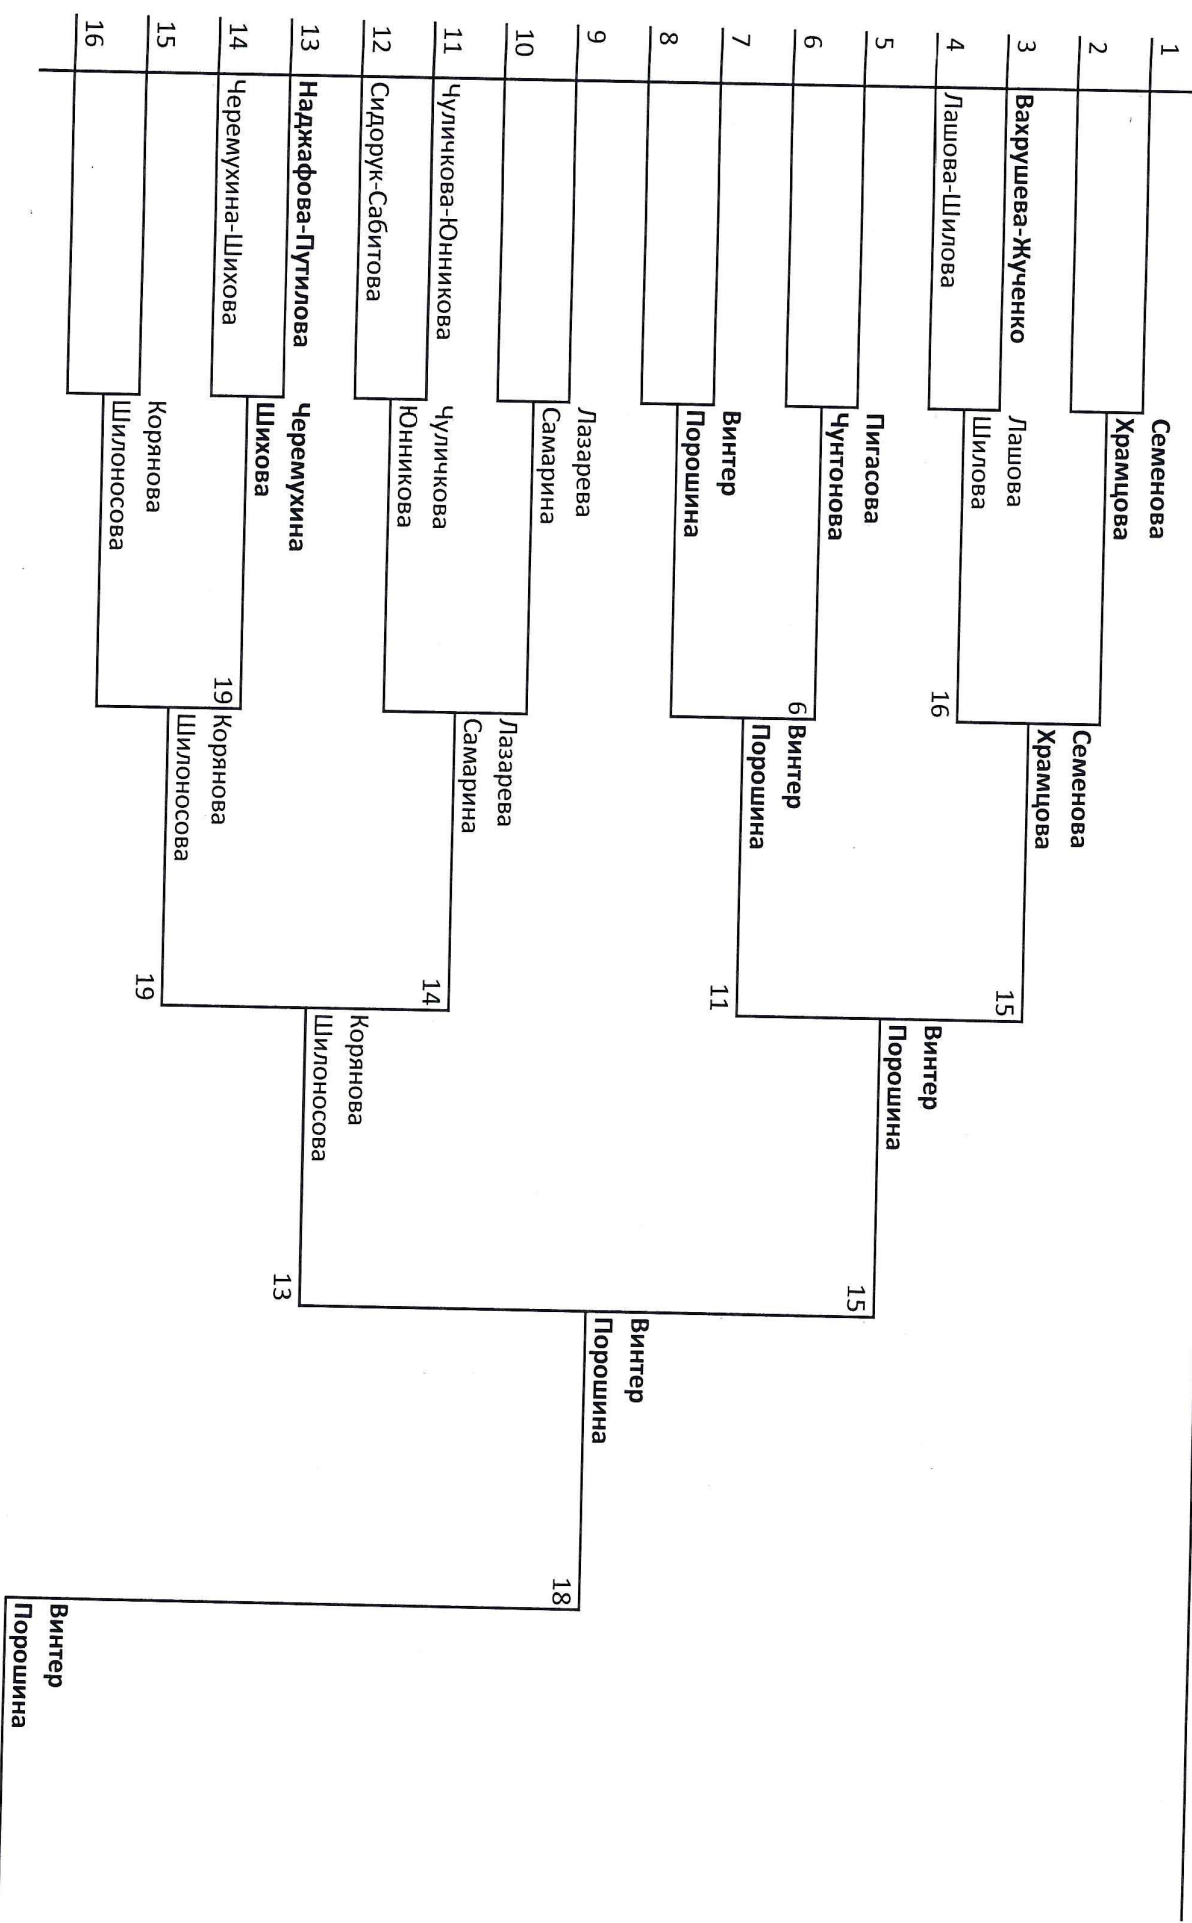 1
2
3 Вахрушева-Жученко
4 Лашова-Шилова
5
6
7
8
9
10
11 Чуличкова-Юнникова
12 Сидорук-Сабитова
13 Наджафова-Путилова
14 Черемухина-Шихова
15
16
Семенова
Храмцова
Лашова
Шилова
Пигасова
Чунтонова
Винтер
Порошина
Лазарева
Самарина
Чуличкова
Юнникова
Черемухина
Шихова
Корянова
Шилоносова
Семенова
Храмцова
16
6 Винтер
Порошина
Лазарева
Самарина
19 Корянова
Шилоносова
15
Винтер
Порошина
11
14
Корянова
Шилоносова
19
15
Винтер
Порошина
13
18
Винтер
Порошина